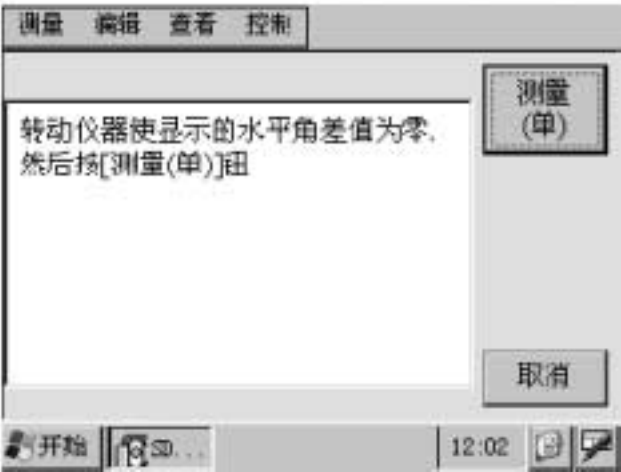 测量 编辑 查看 控制
测量
(单)
转动仪器使显示的水平角差值为零.
然后按[测量(单)]钮
取消
开始 SD... 12:02